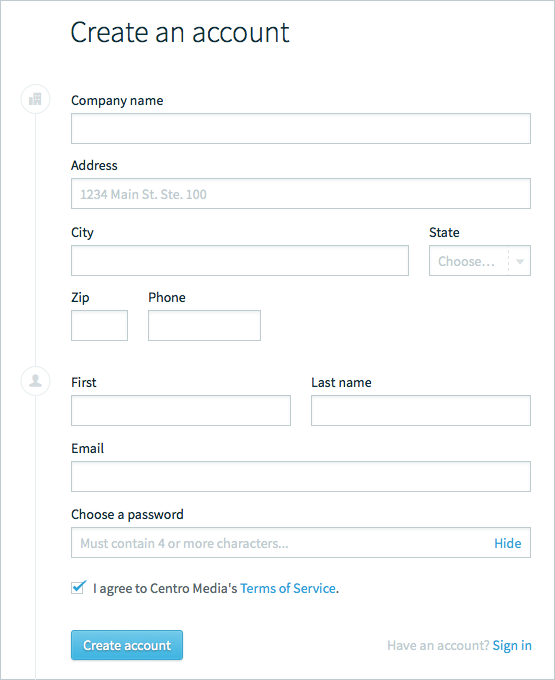 Create an account
Company name
Address
1234 Main St. Ste. 100
City State
Choose...
Zip Phone
First Last name
Email
Choose a password
Must contain 4 or more characters... Hide
I agree to Centro Media's Terms of Service.
Create account Have an account? Sign in